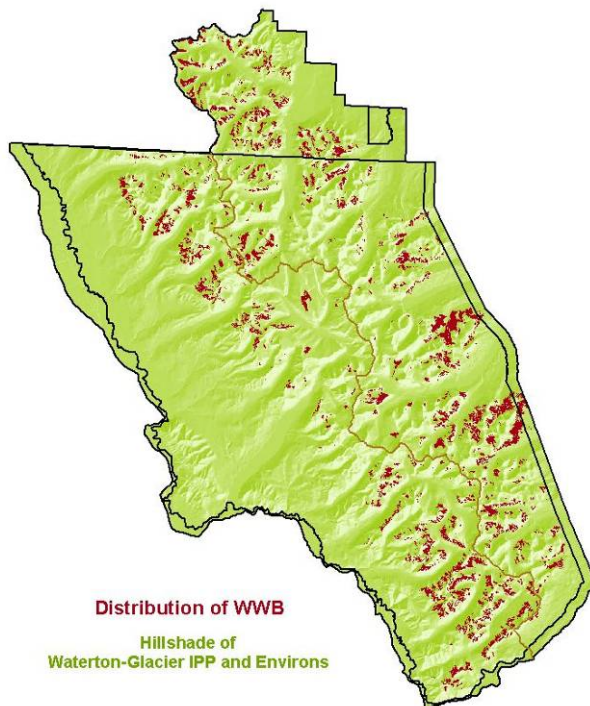 Distribution of WWB
Hillshade of
Waterton-Glacier IPP and Environs